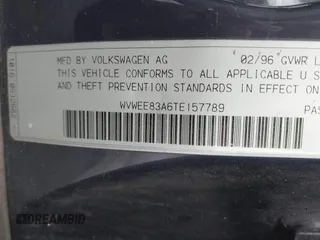 MFD BY VOLKSWAGEN AG 02/96 GVWR L
THIS VEHICLE CONFORMS TO ALL APPLICABLE U S
AND THEFT PREVENTION STANDARDS IN EFFECT ON
WVWEE83A6TE157789 PAS
DREAMBID